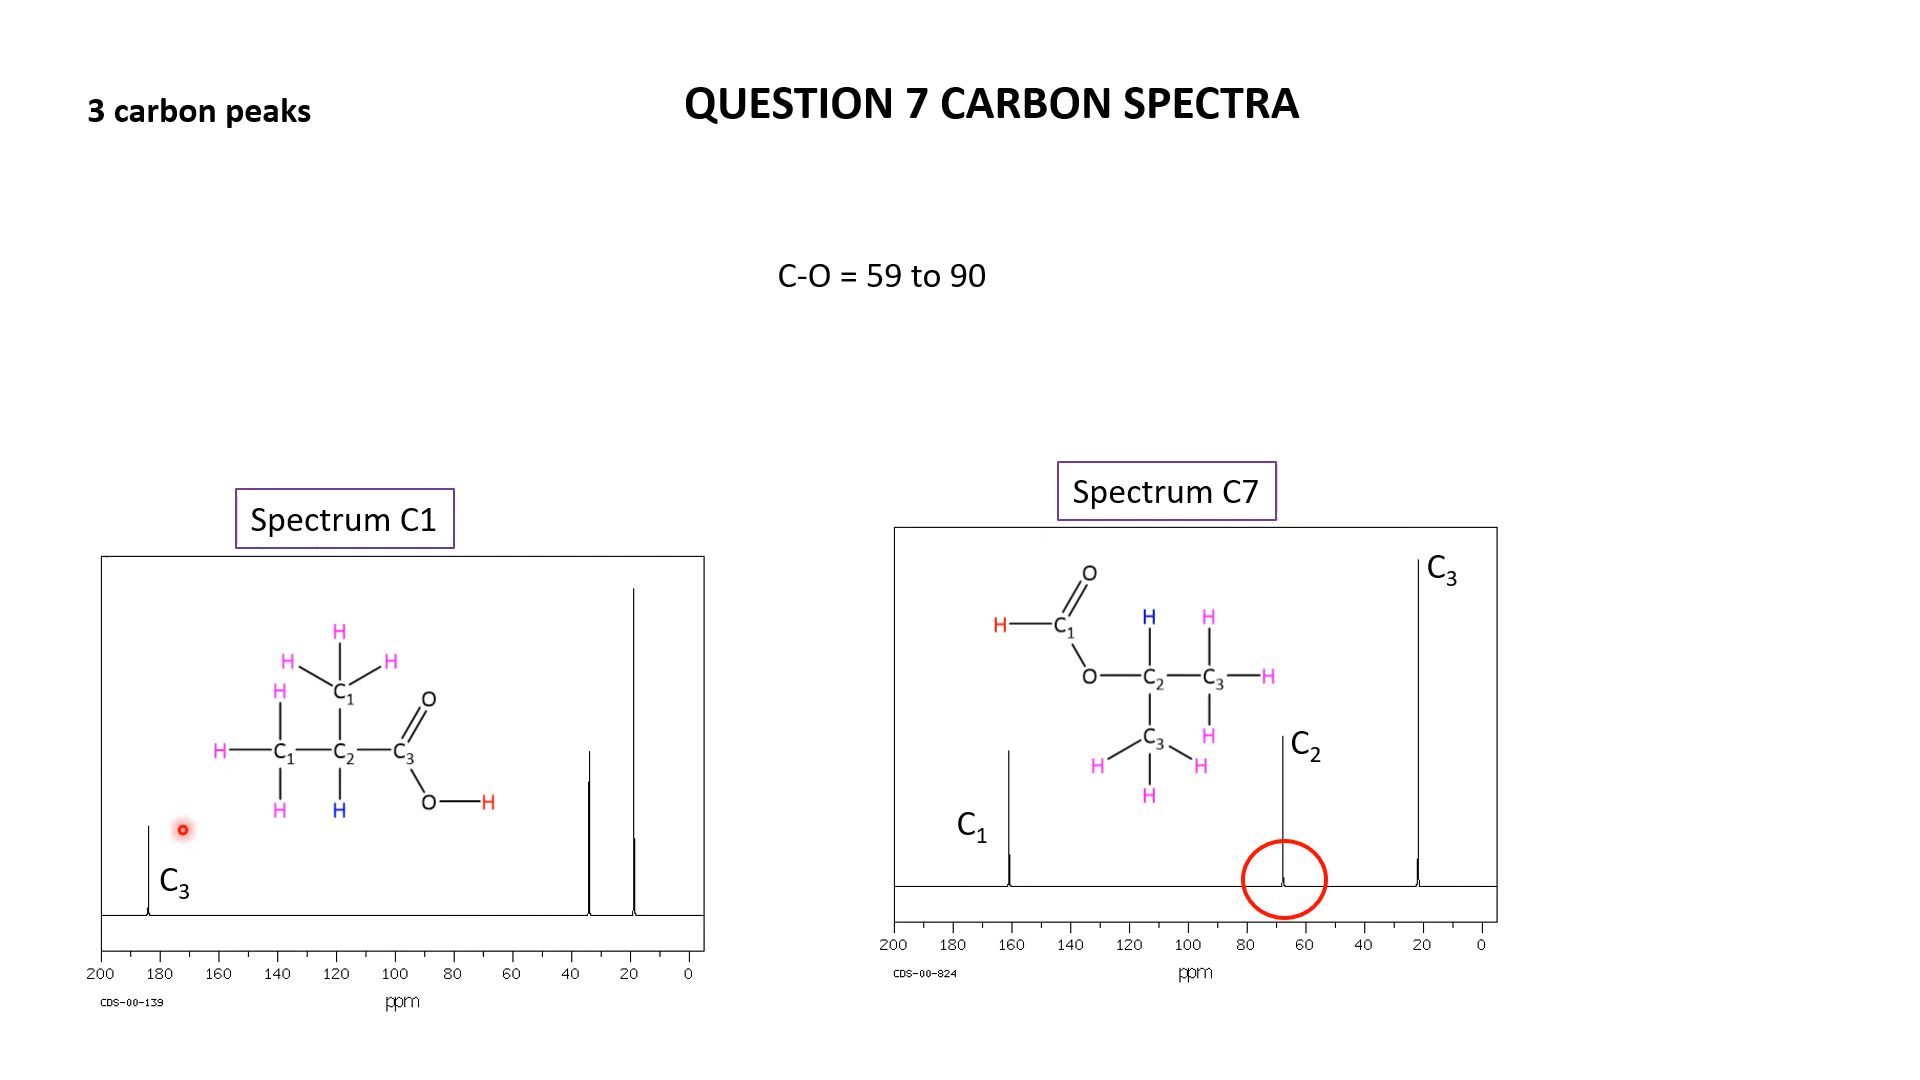 3 carbon peaks
QUESTION 7 CARBON SPECTRA
C-O = 59 to 90
Spectrum C1
H
H H
H C₁ O
H C₁ C₂ C₃
H H O H
C₃
200 180 160 140 120 100 80 60 40 20 0
CDS-00-139 ppm
Spectrum C7
O C₃
H C₁ H H
O C₂ C₃ H
C₃ H C₂
H H
H
C₁
200 180 160 140 120 100 80 60 40 20 0
CDS-00-824 ppm